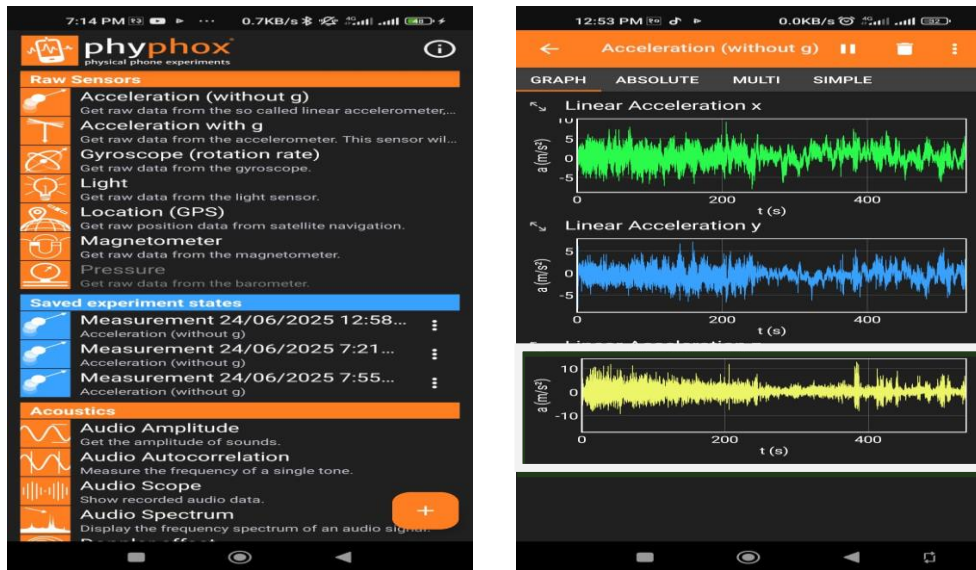 7:14 PM ... 0.7KB/s 4G 40
phyphox
physical phone experiments
Raw Sensors
Acceleration (without g)
Get raw data from the so called linear accelerometer,...
Acceleration with g
Get raw data from the accelerometer. This sensor wil...
Gyroscope (rotation rate)
Get raw data from the gyroscope.
Light
Get raw data from the light sensor.
Location (GPS)
Get raw position data from satellite navigation.
Magnetometer
Get raw data from the magnetometer.
Pressure
Get raw data from the barometer.
Saved experiment states
Measurement 24/06/2025 12:58...
Acceleration (without g)
Measurement 24/06/2025 7:21...
Acceleration (without g)
Measurement 24/06/2025 7:55...
Acceleration (without g)
Acoustics
Audio Amplitude
Get the amplitude of sounds.
Audio Autocorrelation
Measure the frequency of a single tone.
Audio Scope
Show recorded audio data.
Audio Spectrum
Display the frequency spectrum of an audio signal.
Doppler effect
+
12:53 PM 0.0KB/s 4G 32
Acceleration (without g)
GRAPH ABSOLUTE MULTI SIMPLE
Linear Acceleration x
10
5
0
-5
a (m/s²)
0 200 400
t (s)
Linear Acceleration y
5
0
-5
a (m/s²)
0 200 400
t (s)
Linear Acceleration z
10
0
-10
a (m/s²)
0 200 400
t (s)